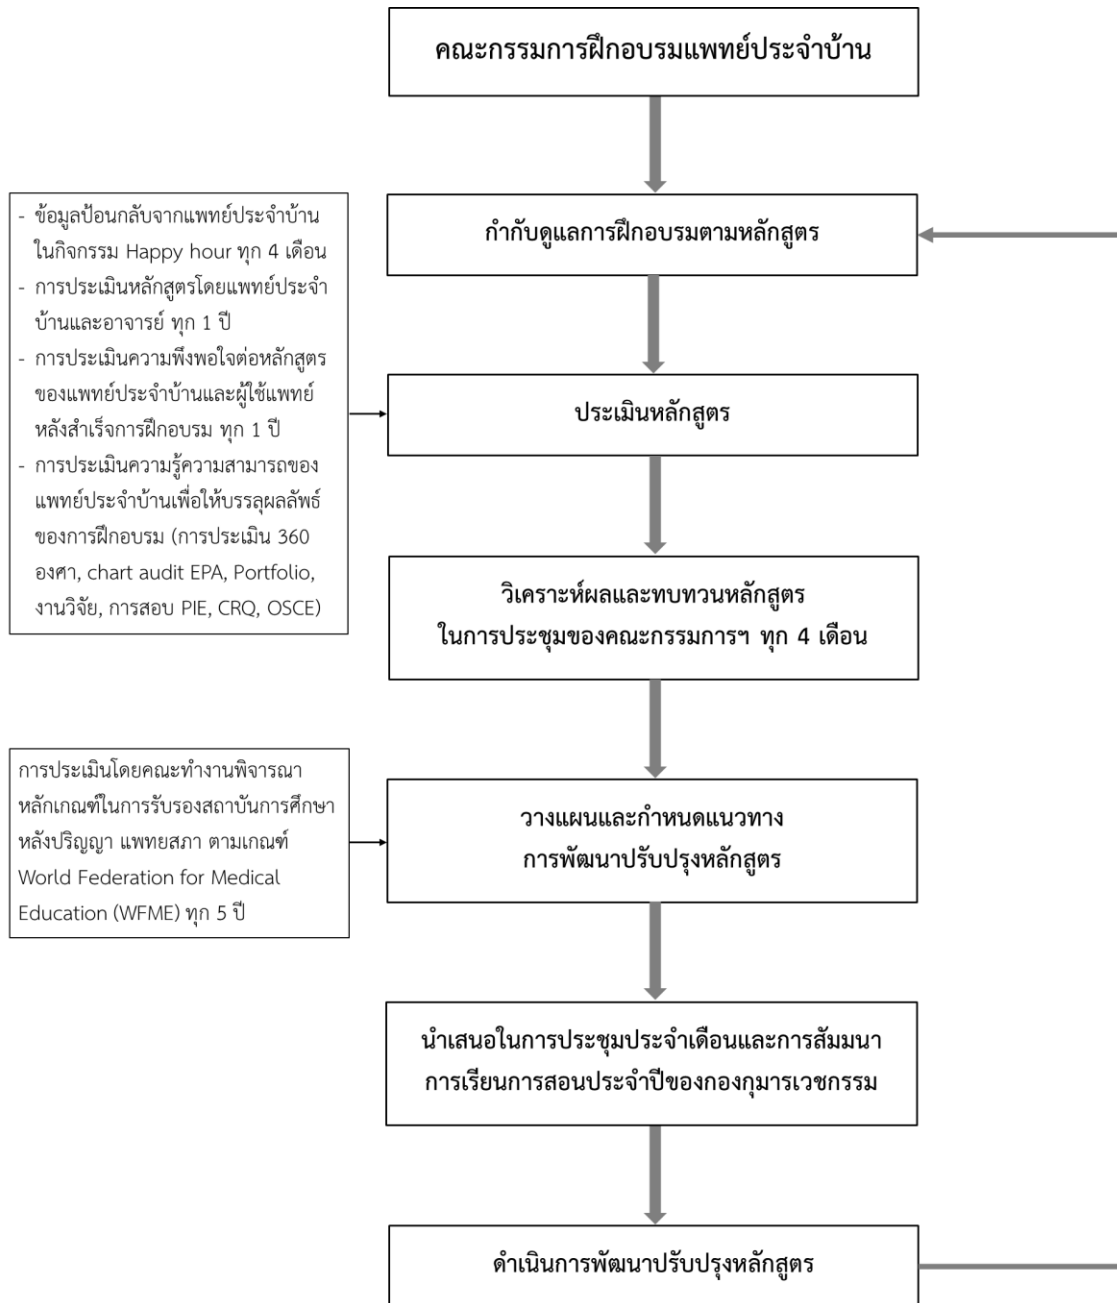 คณะกรรมการฝึกอบรมแพทย์ประจำบ้าน
กำกับดูแลการฝึกอบรมตามหลักสูตร
- ข้อมูลป้อนกลับจากแพทย์ประจำบ้าน
ในกิจกรรม Happy hour ทุก 4 เดือน
- การประเมินหลักสูตรโดยแพทย์ประจำ
บ้านและอาจารย์ ทุก 1 ปี
- การประเมินความพึงพอใจต่อหลักสูตร
ของแพทย์ประจำบ้านและผู้ใช้แพทย์
หลังสำเร็จการฝึกอบรม ทุก 1 ปี
- การประเมินความรู้ความสามารถของ
แพทย์ประจำบ้านเพื่อให้บรรลุผลลัพธ์
ของการฝึกอบรม (การประเมิน 360
องศา, chart audit EPA, Portfolio,
งานวิจัย, การสอบ PIE, CRQ, OSCE)
ประเมินหลักสูตร
วิเคราะห์ผลและทบทวนหลักสูตร
ในการประชุมของคณะกรรมการฯ ทุก 4 เดือน
การประเมินโดยคณะทำงานพิจารณา
หลักเกณฑ์ในการรับรองสถาบันการศึกษา
หลังปริญญา แพทยสภา ตามเกณฑ์
World Federation for Medical
Education (WFME) ทุก 5 ปี
วางแผนและกำหนดแนวทาง
การพัฒนาปรับปรุงหลักสูตร
นำเสนอในการประชุมประจำเดือนและการสัมมนา
การเรียนการสอนประจำปีของกองกุมารเวชกรรม
ดำเนินการพัฒนาปรับปรุงหลักสูตร